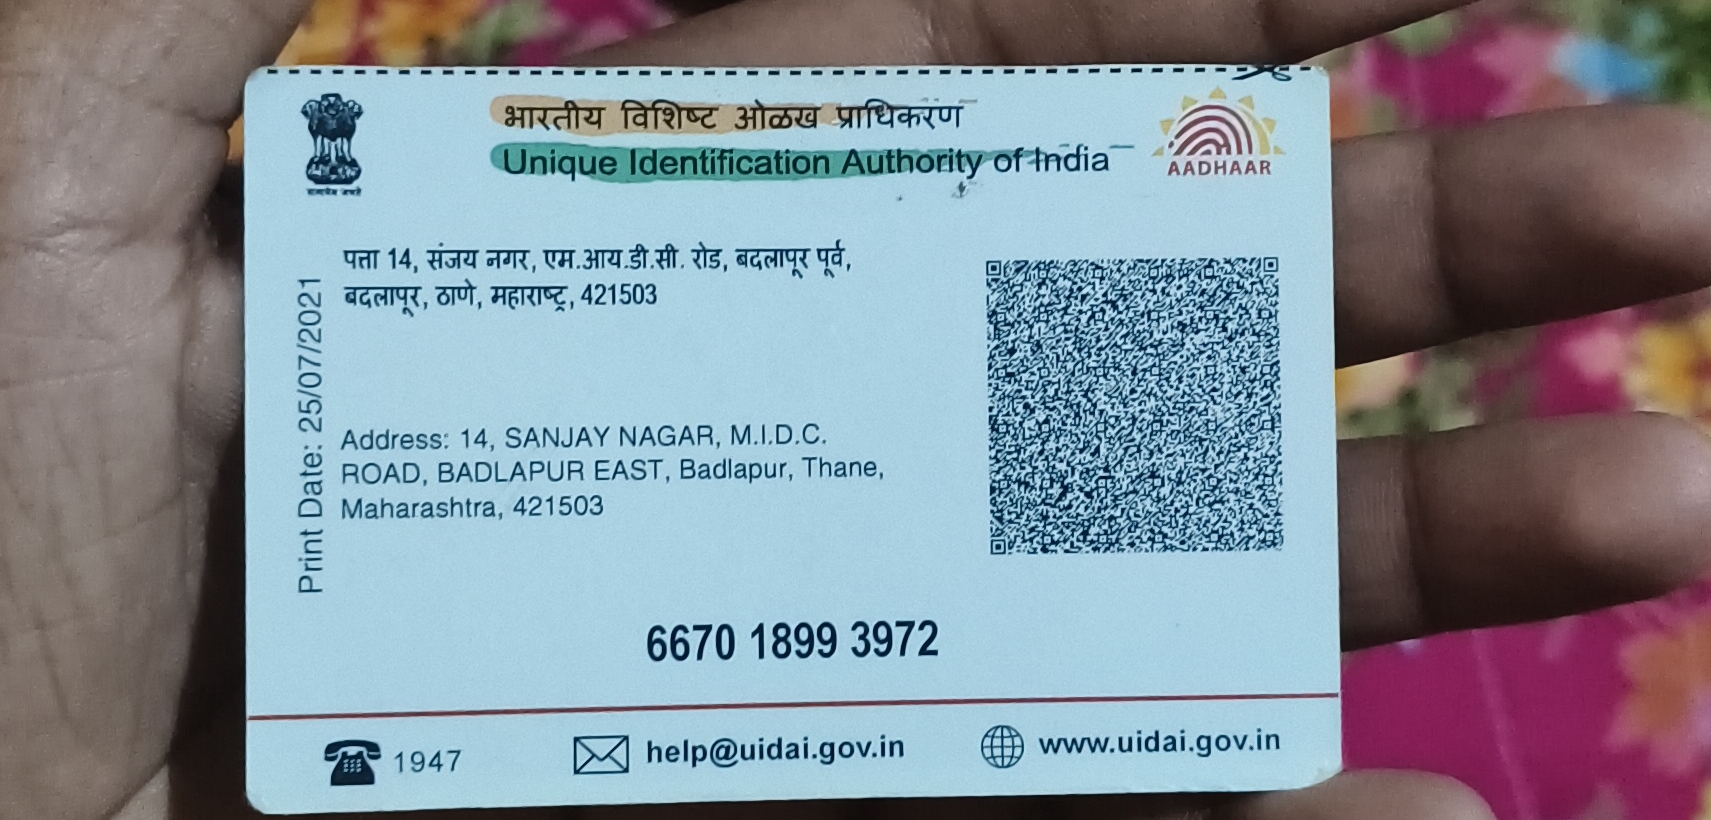 भारतीय विशिष्ट ओळख प्राधिकरण
Unique Identification Authority of India
AADHAAR
पत्ता 14, संजय नगर, एम.आय.डी.सी. रोड, बदलापूर पूर्व,
बदलापूर, ठाणे, महाराष्ट्र, 421503
Print Date: 25/07/2021
Address: 14, SANJAY NAGAR, M.I.D.C.
ROAD, BADLAPUR EAST, Badlapur, Thane,
Maharashtra, 421503
6670 1899 3972
1947
help@uidai.gov.in
www.uidai.gov.in